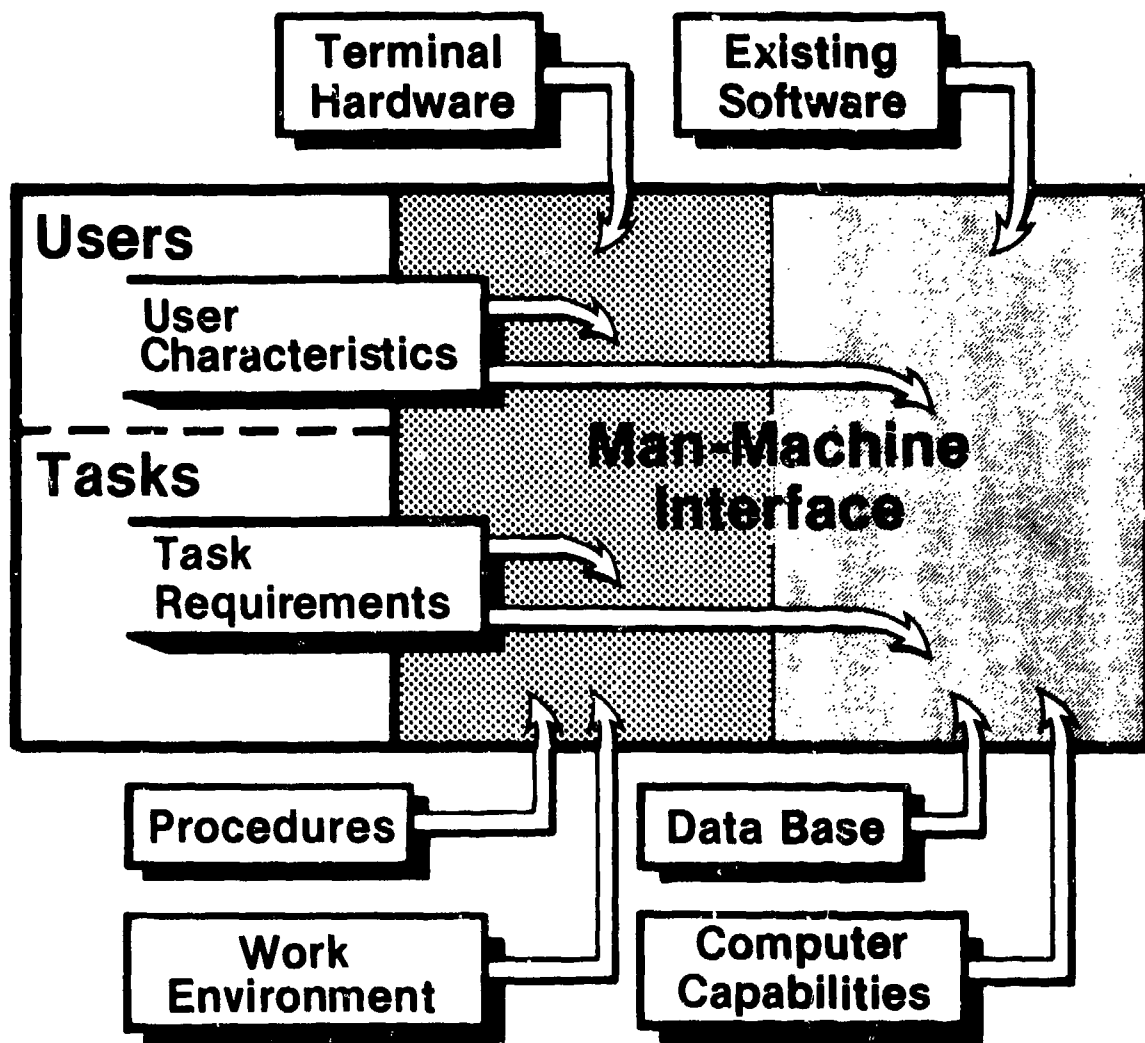 Terminal
Hardware
Existing
Software
Users
User
Characteristics
Man-Machine
Interface
Tasks
Task
Requirements
Procedures
Data Base
Work
Environment
Computer
Capabilities